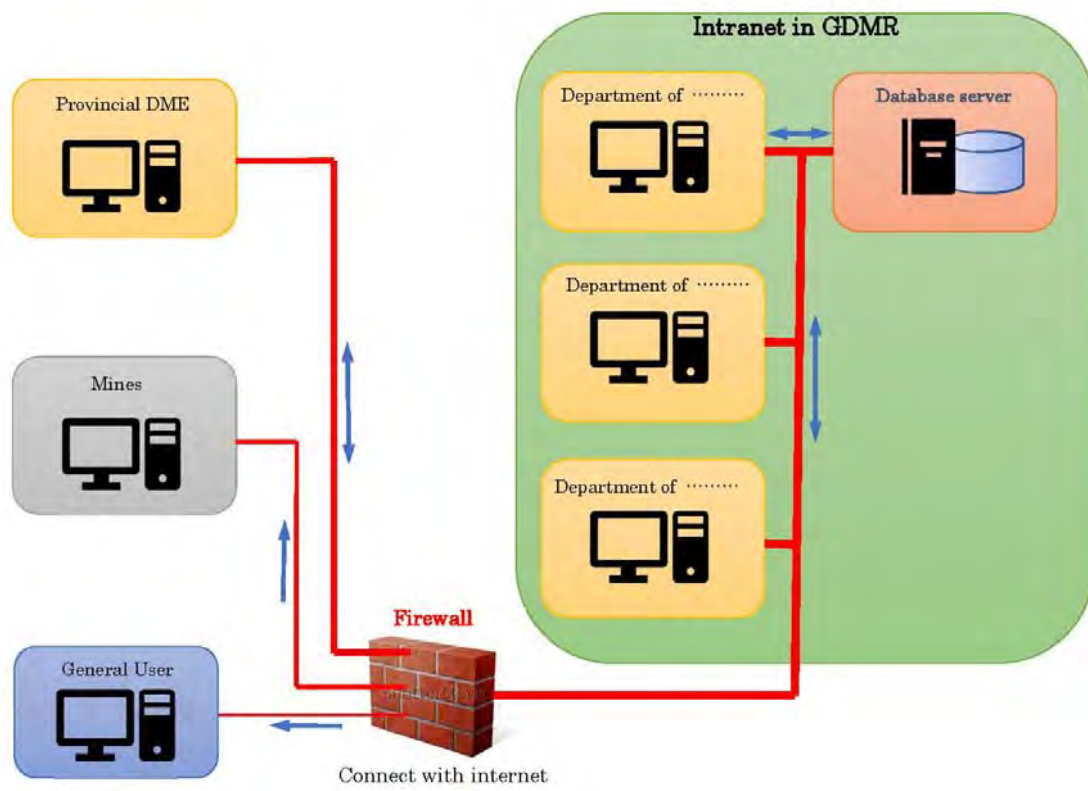 Intranet in GDMR
Provincial DME
Department of ………
Database server
Department of ………
Mines
Department of ………
Firewall
General User
Connect with internet